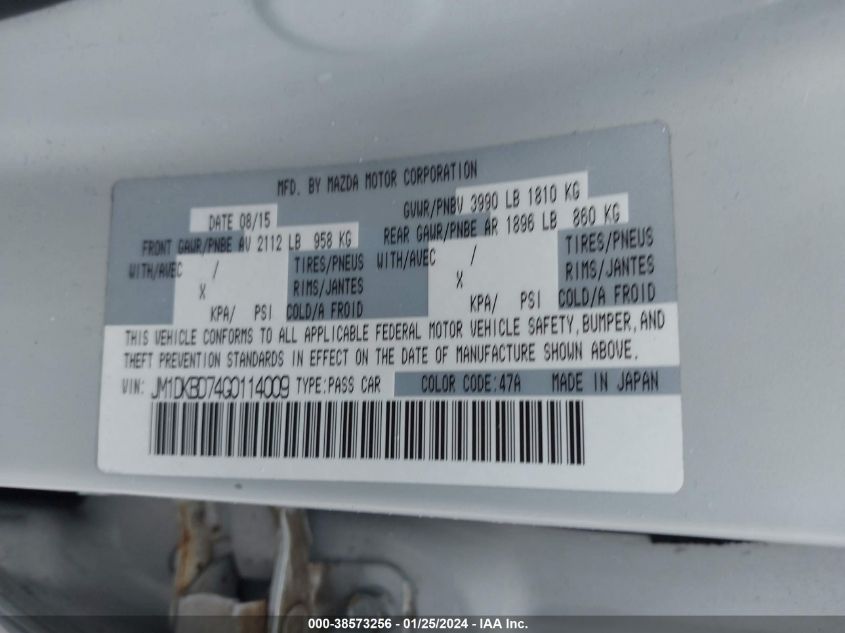 MFD. BY MAZDA MOTOR CORPORATION
DATE 08/15 GVWR/PNBV 3990 LB 1810 KG
FRONT GAWR/PNBE AV 2112 LB 958 KG REAR GAWR/PNBE AR 1896 LB 860 KG
WITH/AVEC / TIRES/PNEUS WITH/AVEC / TIRES/PNEUS
X RIMS/JANTES X RIMS/JANTES
KPA/ PSI COLD/A FROID KPA/ PSI COLD/A FROID
THIS VEHICLE CONFORMS TO ALL APPLICABLE FEDERAL MOTOR VEHICLE SAFETY, BUMPER, AND
THEFT PREVENTION STANDARDS IN EFFECT ON THE DATE OF MANUFACTURE SHOWN ABOVE.
VIN: JM1DKBD74G0114009 TYPE:PASS CAR COLOR CODE:47A MADE IN JAPAN
000-38573256 - 01/25/2024 - IAA Inc.